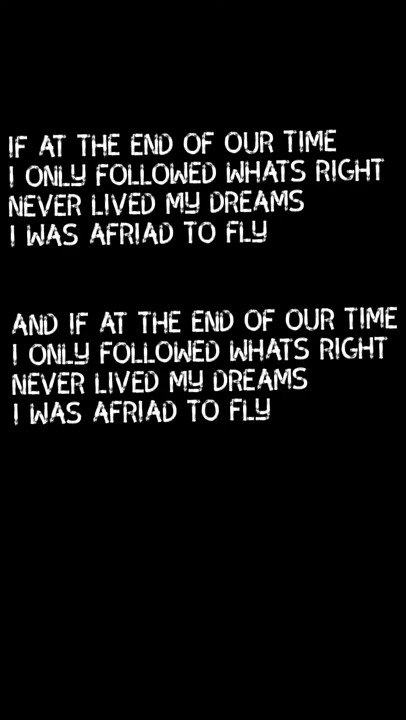 IF AT THE END OF OUR TIME
I ONLY FOLLOWED WHATS RIGHT
NEVER LIVED MY DREAMS
I WAS AFRIAD TO FLY
AND IF AT THE END OF OUR TIME
I ONLY FOLLOWED WHATS RIGHT
NEVER LIVED MY DREAMS
I WAS AFRIAD TO FLY